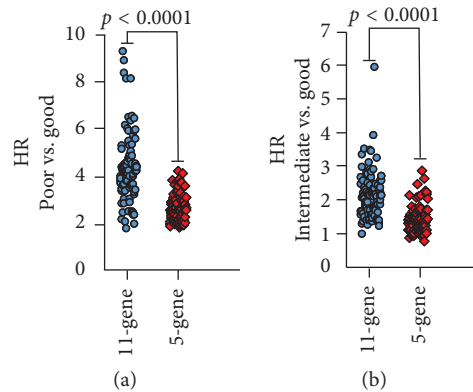 p < 0.0001
10
8
6
4
2
0
HR
Poor vs. good
11-gene
5-gene
(a)
p < 0.0001
7
6
5
4
3
2
1
0
HR
Intermediate vs. good
11-gene
5-gene
(b)